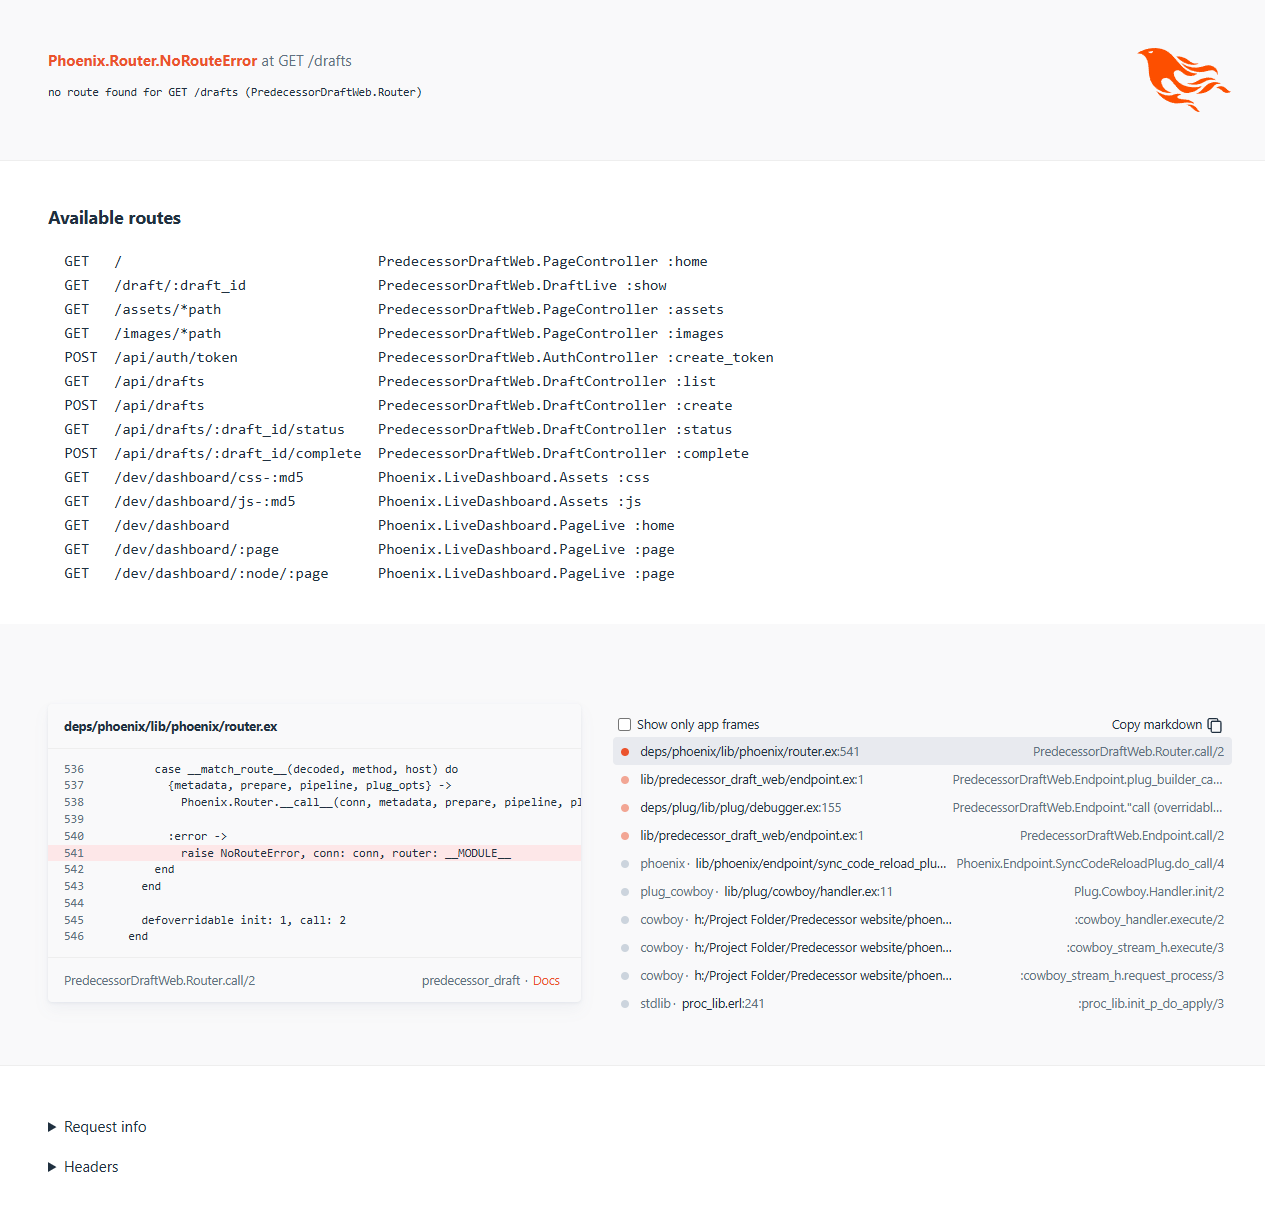 Phoenix.Router.NoRouteError at GET /drafts
no route found for GET /drafts (PredecessorDraftWeb.Router)
Available routes
GET / PredecessorDraftWeb.PageController :home
GET /draft/:draft_id PredecessorDraftWeb.DraftLive :show
GET /assets/*path PredecessorDraftWeb.PageController :assets
GET /images/*path PredecessorDraftWeb.PageController :images
POST /api/auth/token PredecessorDraftWeb.AuthController :create_token
GET /api/drafts PredecessorDraftWeb.DraftController :list
POST /api/drafts PredecessorDraftWeb.DraftController :create
GET /api/drafts/:draft_id/status PredecessorDraftWeb.DraftController :status
POST /api/drafts/:draft_id/complete PredecessorDraftWeb.DraftController :complete
GET /dev/dashboard/css-:md5 Phoenix.LiveDashboard.Assets :css
GET /dev/dashboard/js-:md5 Phoenix.LiveDashboard.Assets :js
GET /dev/dashboard Phoenix.LiveDashboard.PageLive :home
GET /dev/dashboard/:page Phoenix.LiveDashboard.PageLive :page
GET /dev/dashboard/:node/:page Phoenix.LiveDashboard.PageLive :page
deps/phoenix/lib/phoenix/router.ex
536 case __match_route__(decoded, method, host) do
537 {metadata, prepare, pipeline, plug_opts} ->
538 Phoenix.Router.__call__(conn, metadata, prepare, pipeline, pl
539
540 :error ->
541 raise NoRouteError, conn: conn, router: __MODULE__
542 end
543 end
544
545 defoverridable init: 1, call: 2
546 end
PredecessorDraftWeb.Router.call/2 predecessor_draft · Docs
Show only app frames Copy markdown
deps/phoenix/lib/phoenix/router.ex:541 PredecessorDraftWeb.Router.call/2
lib/predecessor_draft_web/endpoint.ex:1 PredecessorDraftWeb.Endpoint.plug_builder_ca...
deps/plug/lib/plug/debugger.ex:155 PredecessorDraftWeb.Endpoint."call (overridabl...
lib/predecessor_draft_web/endpoint.ex:1 PredecessorDraftWeb.Endpoint.call/2
phoenix · lib/phoenix/endpoint/sync_code_reload_plu... Phoenix.Endpoint.SyncCodeReloadPlug.do_call/4
plug_cowboy · lib/plug/cowboy/handler.ex:11 Plug.Cowboy.Handler.init/2
cowboy · h:/Project Folder/Predecessor website/phoen... :cowboy_handler.execute/2
cowboy · h:/Project Folder/Predecessor website/phoen... :cowboy_stream_h.execute/3
cowboy · h:/Project Folder/Predecessor website/phoen... :cowboy_stream_h.request_process/3
stdlib · proc_lib.erl:241 :proc_lib.init_p_do_apply/3
Request info
Headers